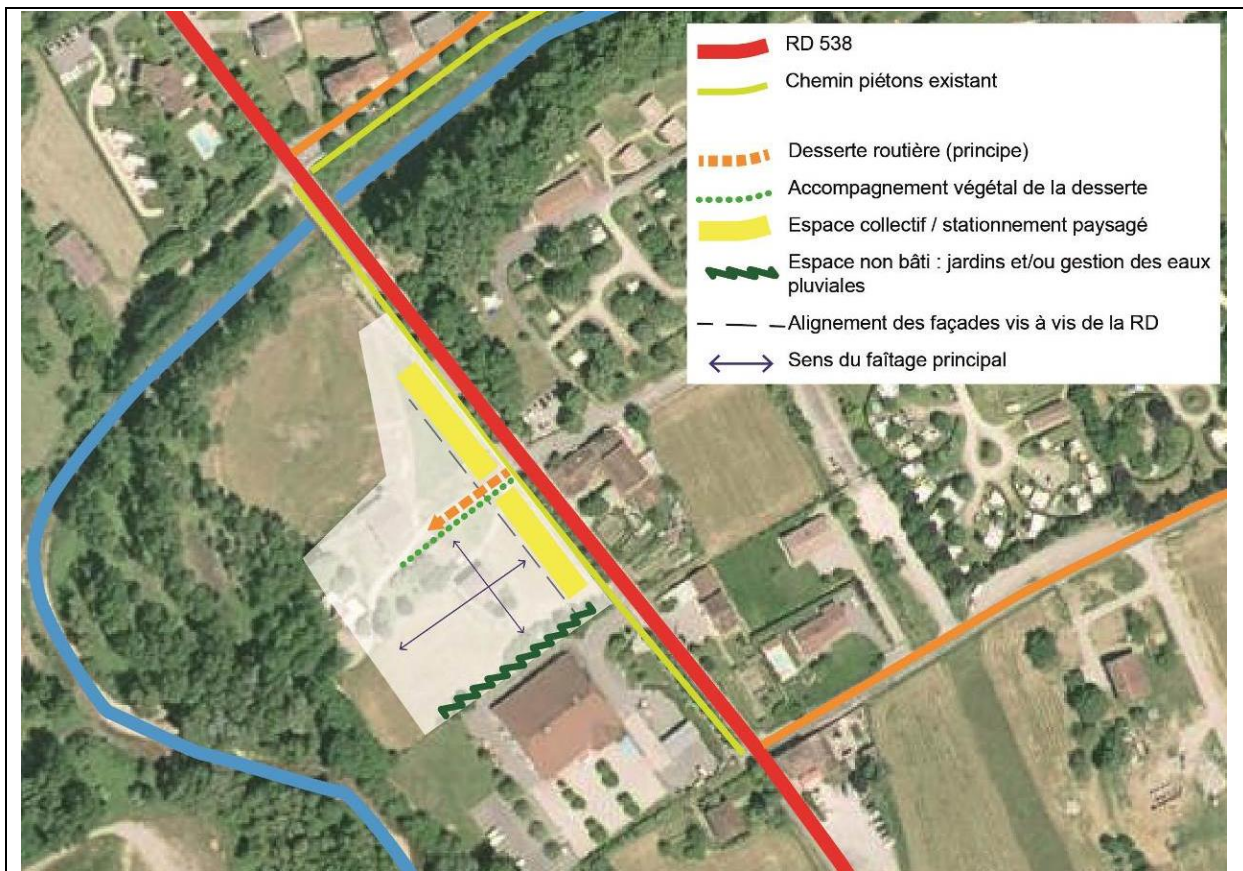 RD 538
Chemin piétons existant
Desserte routière (principe)
Accompagnement végétal de la desserte
Espace collectif / stationnement paysagé
Espace non bâti : jardins et/ou gestion des eaux
pluviales
Alignement des façades vis à vis de la RD
Sens du faîtage principal